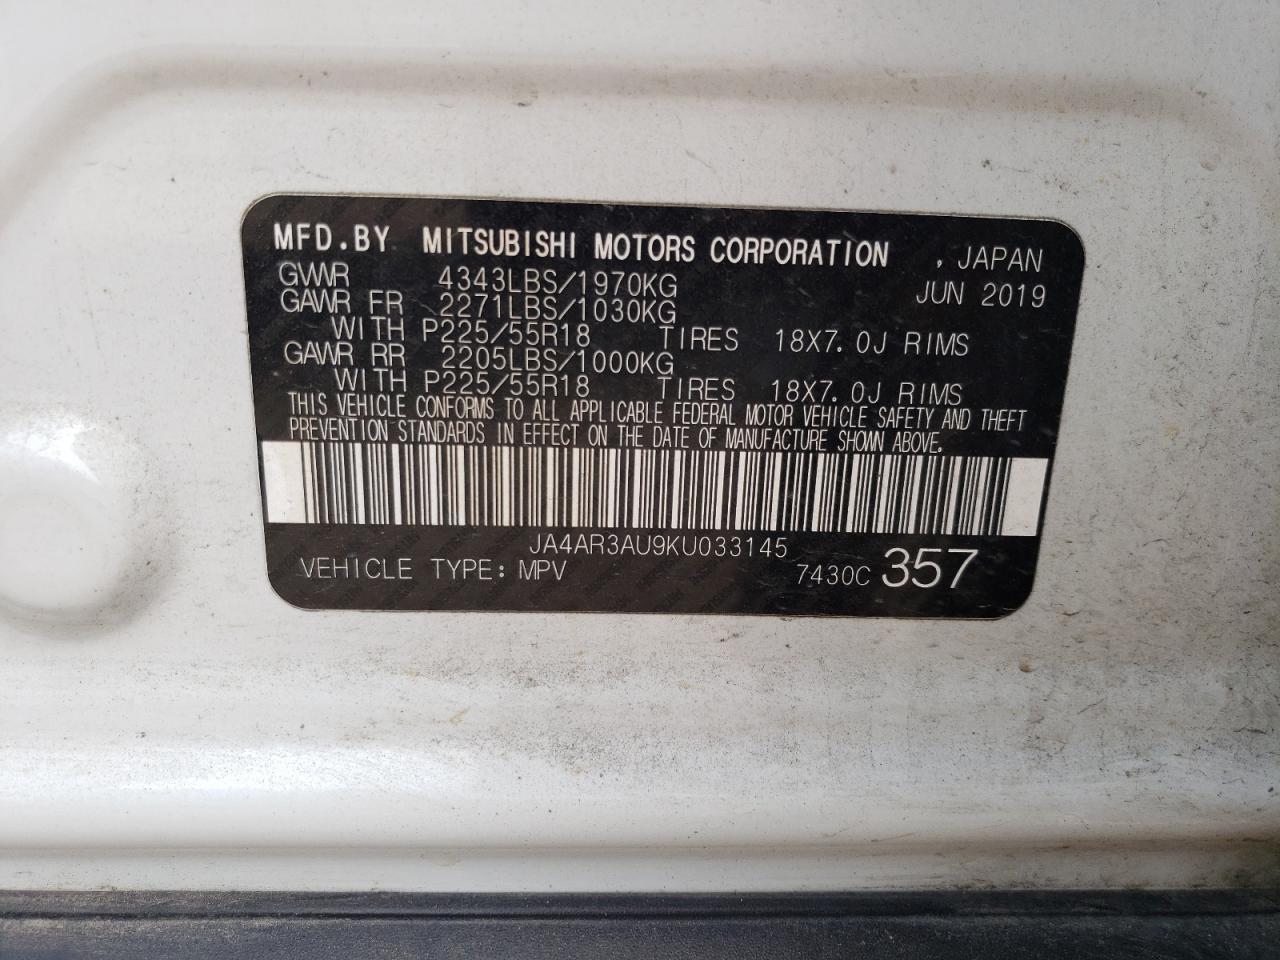 MFD.BY MITSUBISHI MOTORS CORPORATION , JAPAN
GWWR 4343LBS/1970KG JUN 2019
GAWR FR 2271LBS/1030KG
WITH P225/55R18 TIRES 18X7.0J RIMS
GAWR RR 2205LBS/1000KG
WITH P225/55R18 TIRES 18X7.0J RIMS
THIS VEHICLE CONFORMS TO ALL APPLICABLE FEDERAL MOTOR VEHICLE SAFETY AND THEFT
PREVENTION STANDARDS IN EFFECT ON THE DATE OF MANUFACTURE SHOWN ABOVE.
JA4AR3AU9KU033145
VEHICLE TYPE: MPV 7430C 357